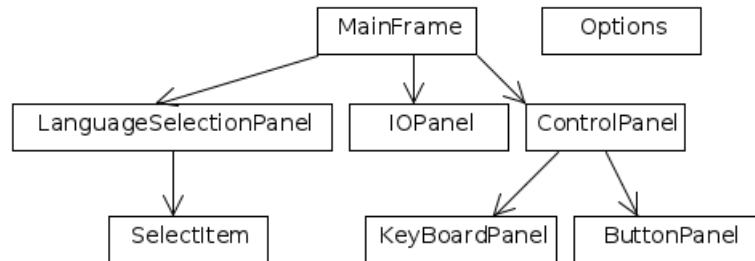 MainFrame
Options
LanguageSelectionPanel
IOPanel
ControlPanel
SelectItem
KeyBoardPanel
ButtonPanel